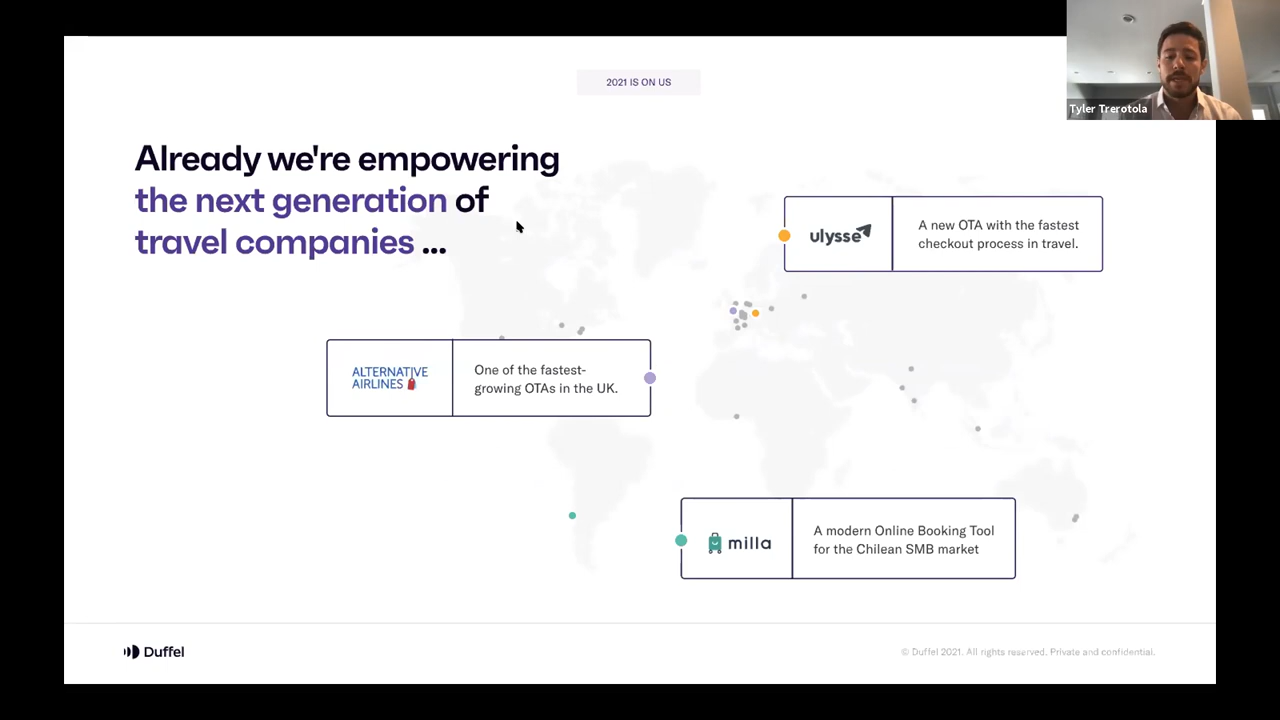 Tyler Trerotola
2021 IS ON US
Already we're empowering
the next generation of
travel companies ...
ulysse
A new OTA with the fastest
checkout process in travel.
ALTERNATIVE
AIRLINES
One of the fastest-
growing OTAs in the UK.
milla
A modern Online Booking Tool
for the Chilean SMB market
Duffel
© Duffel 2021. All rights reserved. Private and confidential.